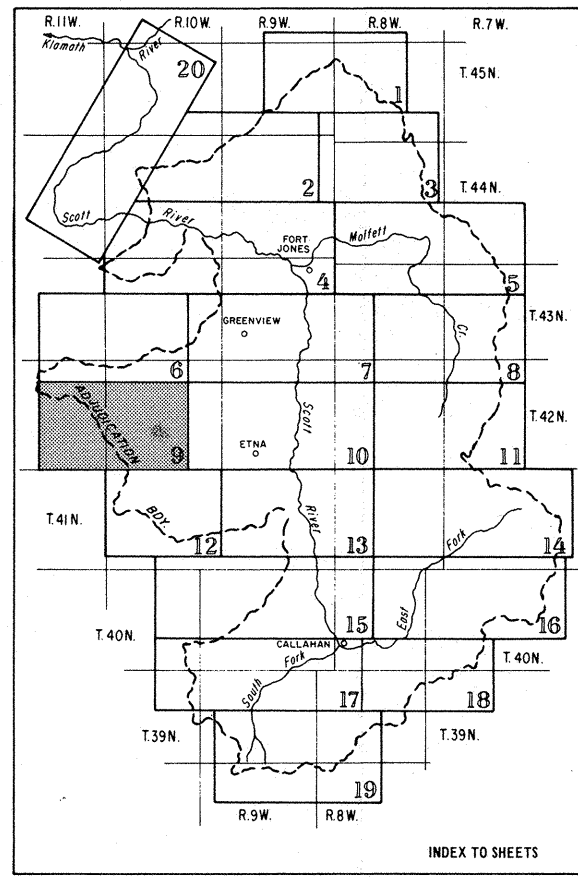 R.11W. R.10W. R.9W. R.8W. R.7W.
Klamath River
20
T.45N.
1
2
3
T.44N.
Scott River
FORT JONES
Moffett
4
5
GREENVIEW
Cr.
T.43N.
6
7
8
ADJUDICATION
Scott
T.42N.
9
ETNA
10
11
T.41N.
BDY.
River
Fork
12
13
14
East
15
16
T.40N.
CALLAHAN
South Fork
T.40N.
17
18
T.39N.
T.39N.
19
R.9W. R.8W.
INDEX TO SHEETS